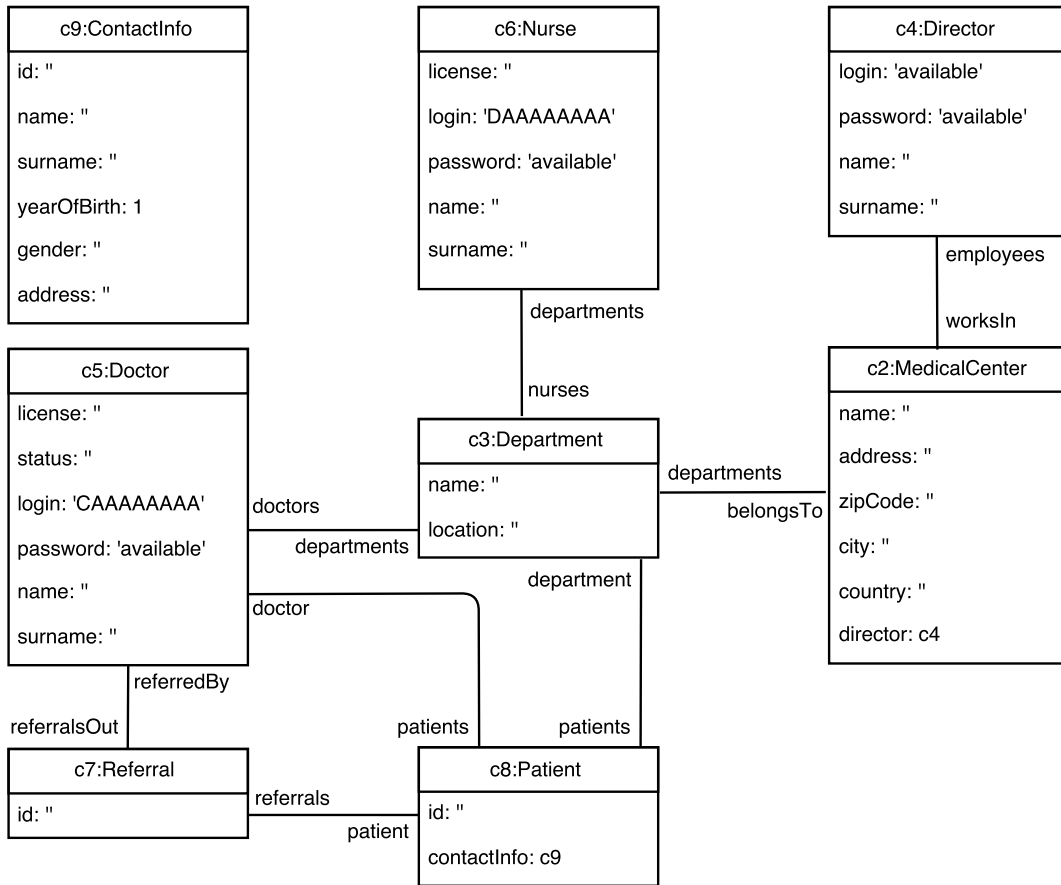 c9:ContactInfo
id: ''
name: ''
surname: ''
yearOfBirth: 1
gender: ''
address: ''
c6:Nurse
license: ''
login: 'DAAAAAAAA'
password: 'available'
name: ''
surname: ''
c4:Director
login: 'available'
password: 'available'
name: ''
surname: ''
employees
worksIn
departments
nurses
c5:Doctor
license: ''
status: ''
login: 'CAAAAAAAA'
password: 'available'
name: ''
surname: ''
c3:Department
name: ''
location: ''
c2:MedicalCenter
name: ''
address: ''
zipCode: ''
city: ''
country: ''
director: c4
departments
belongsTo
doctors
departments
department
doctor
referredBy
referralsOut
patients
patients
c7:Referral
id: ''
referrals
patient
c8:Patient
id: ''
contactInfo: c9